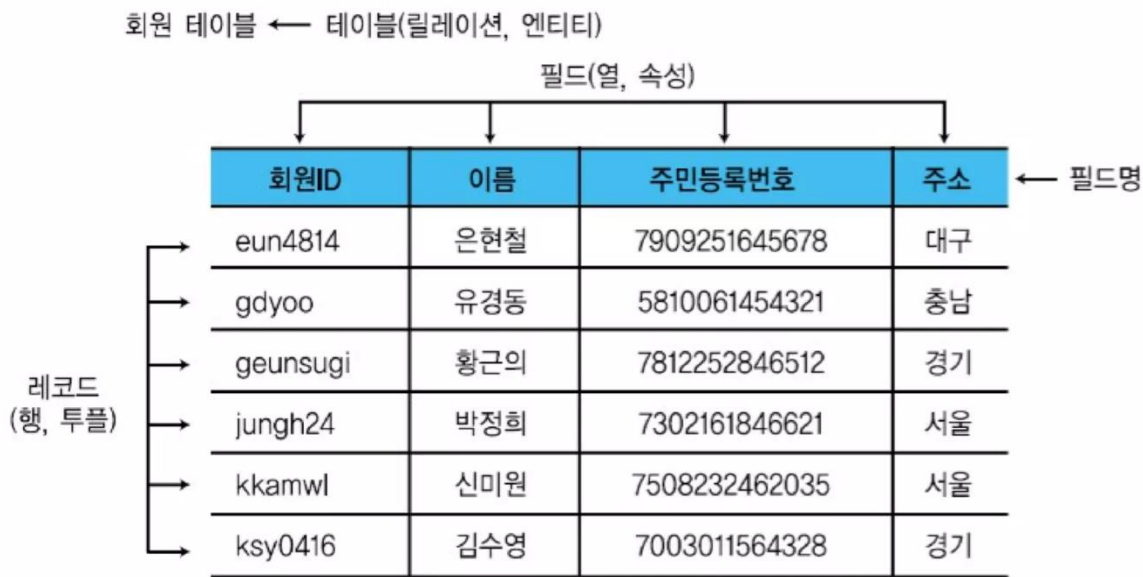 회원 테이블 ← 테이블(릴레이션, 엔티티)
필드(열, 속성)
회원ID 이름 주민등록번호 주소 ← 필드명
eun4814 은현철 7909251645678 대구
gdyoo 유경동 5810061454321 충남
geunsugi 황근의 7812252846512 경기
레코드
(행, 투플)
jungh24 박정희 7302161846621 서울
kkamwl 신미원 7508232462035 서울
ksy0416 김수영 7003011564328 경기